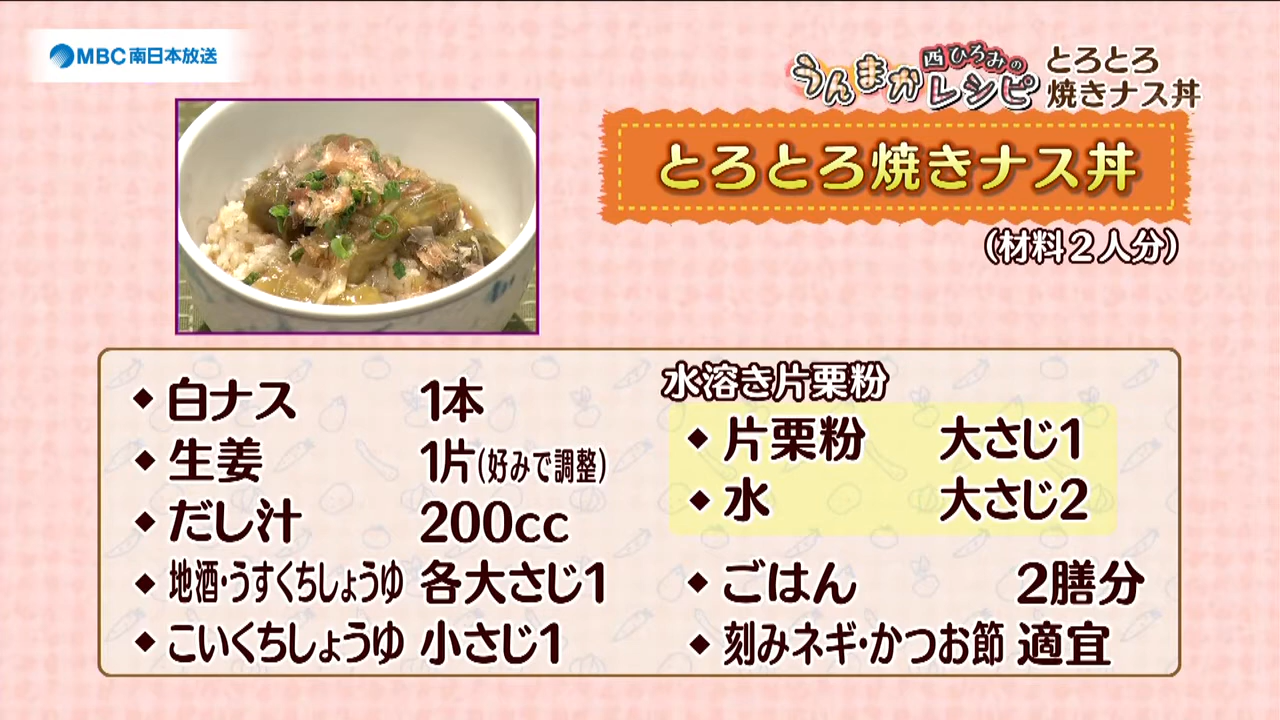 MBC南日本放送
西ひろみの
うんまかレシピ
とろとろ
焼きナス丼
とろとろ焼きナス丼
（材料２人分）
◆ 白ナス 1本
◆ 生姜 1片(好みで調整)
◆ だし汁 200cc
◆ 地酒・うすくちしょうゆ 各大さじ1
◆ こいくちしょうゆ 小さじ1
水溶き片栗粉
◆ 片栗粉 大さじ1
◆ 水 大さじ2
◆ ごはん 2膳分
◆ 刻みネギ・かつお節 適宜